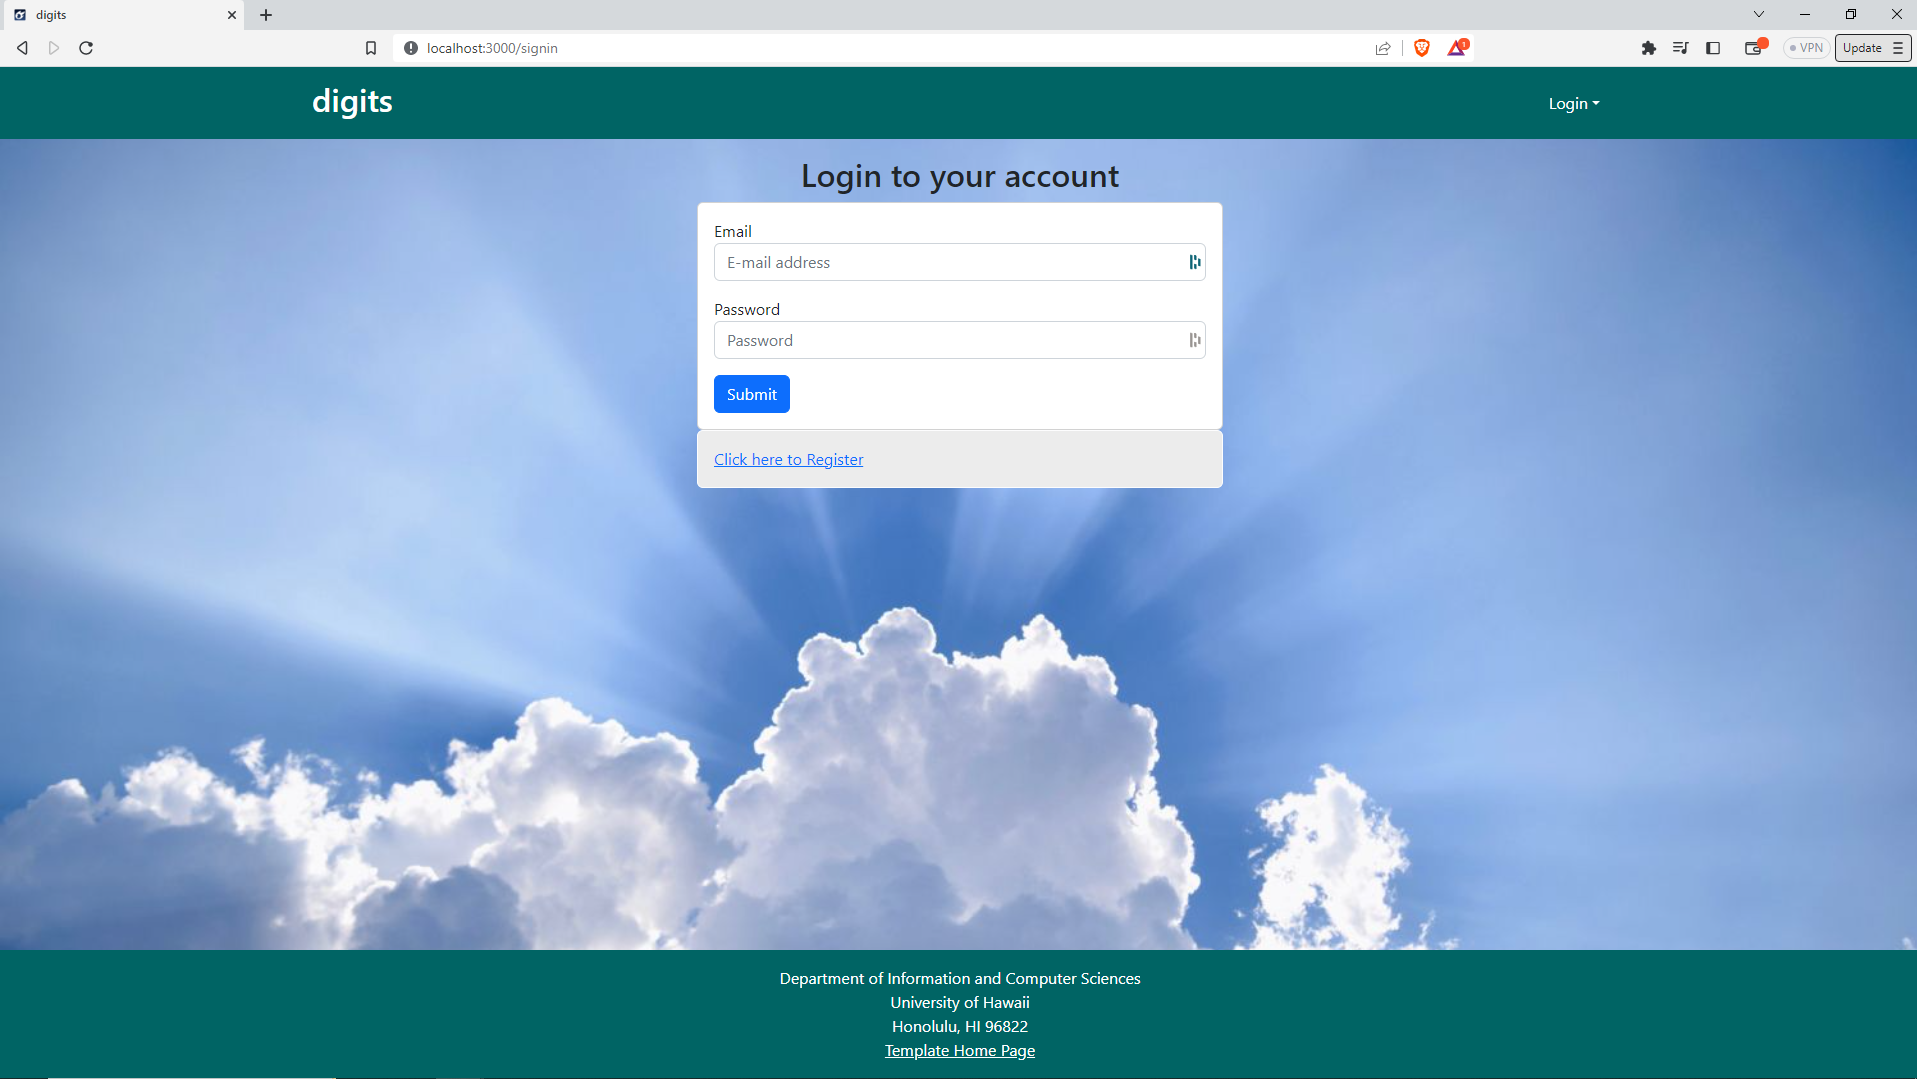 digits
localhost:3000/signin
1
VPN
Update
digits
Login
Login to your account
Email
E-mail address
Password
Password
Submit
Click here to Register
Department of Information and Computer Sciences
University of Hawaii
Honolulu, HI 96822
Template Home Page